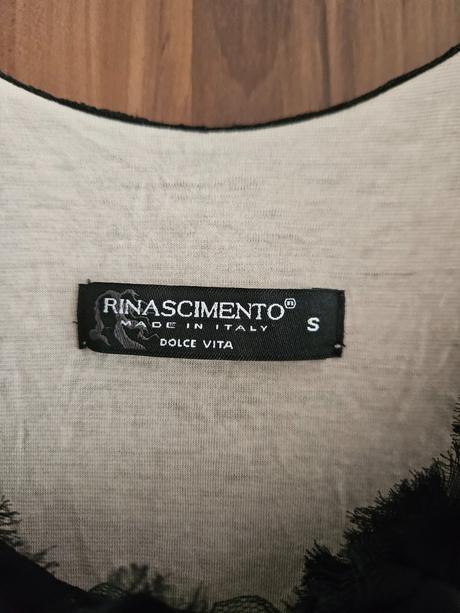 RINASCIMENTO®
MADE IN ITALY
S
DOLCE VITA